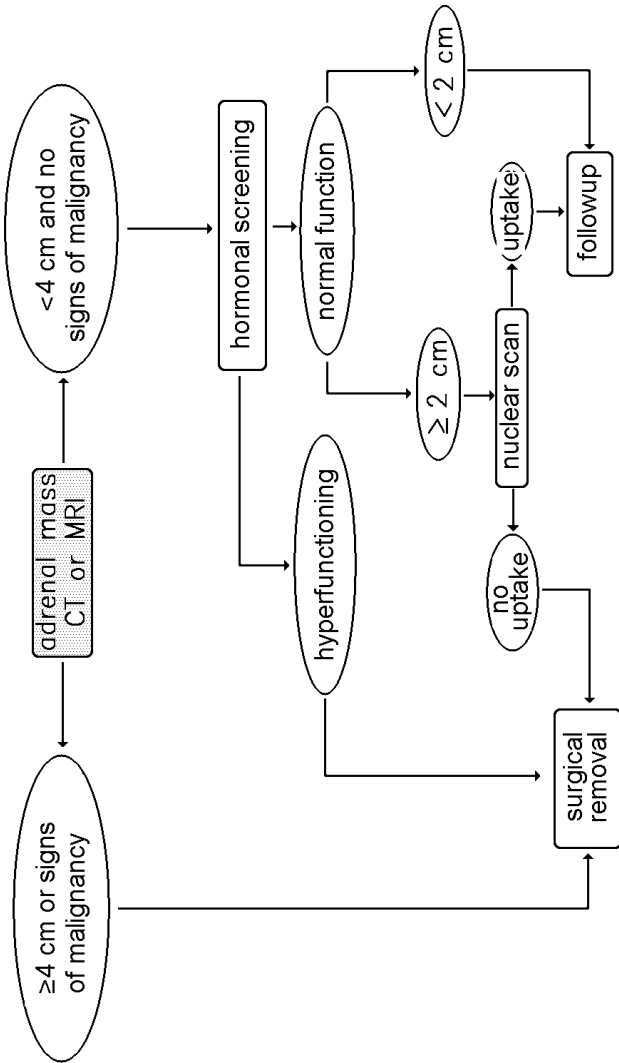 adrenal mass
CT or MRI
≥4 cm or signs
of malignancy
<4 cm and no
signs of malignancy
hormonal screening
hyperfunctioning
normal function
≥ 2 cm
< 2 cm
nuclear scan
no
uptake
uptake
surgical
removal
followup